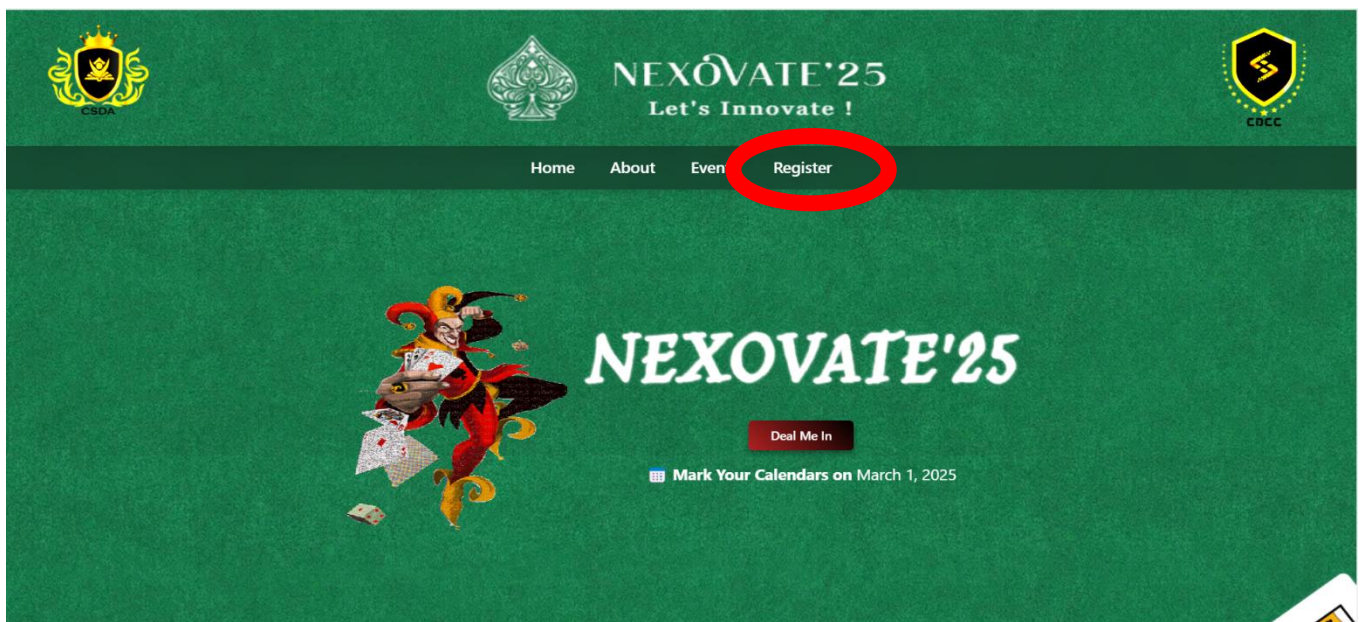 CSDA
NEXOVATE'25
Let's Innovate !
CDCC
Home About Even Register
NEXOVATE'25
Deal Me In
Mark Your Calendars on March 1, 2025